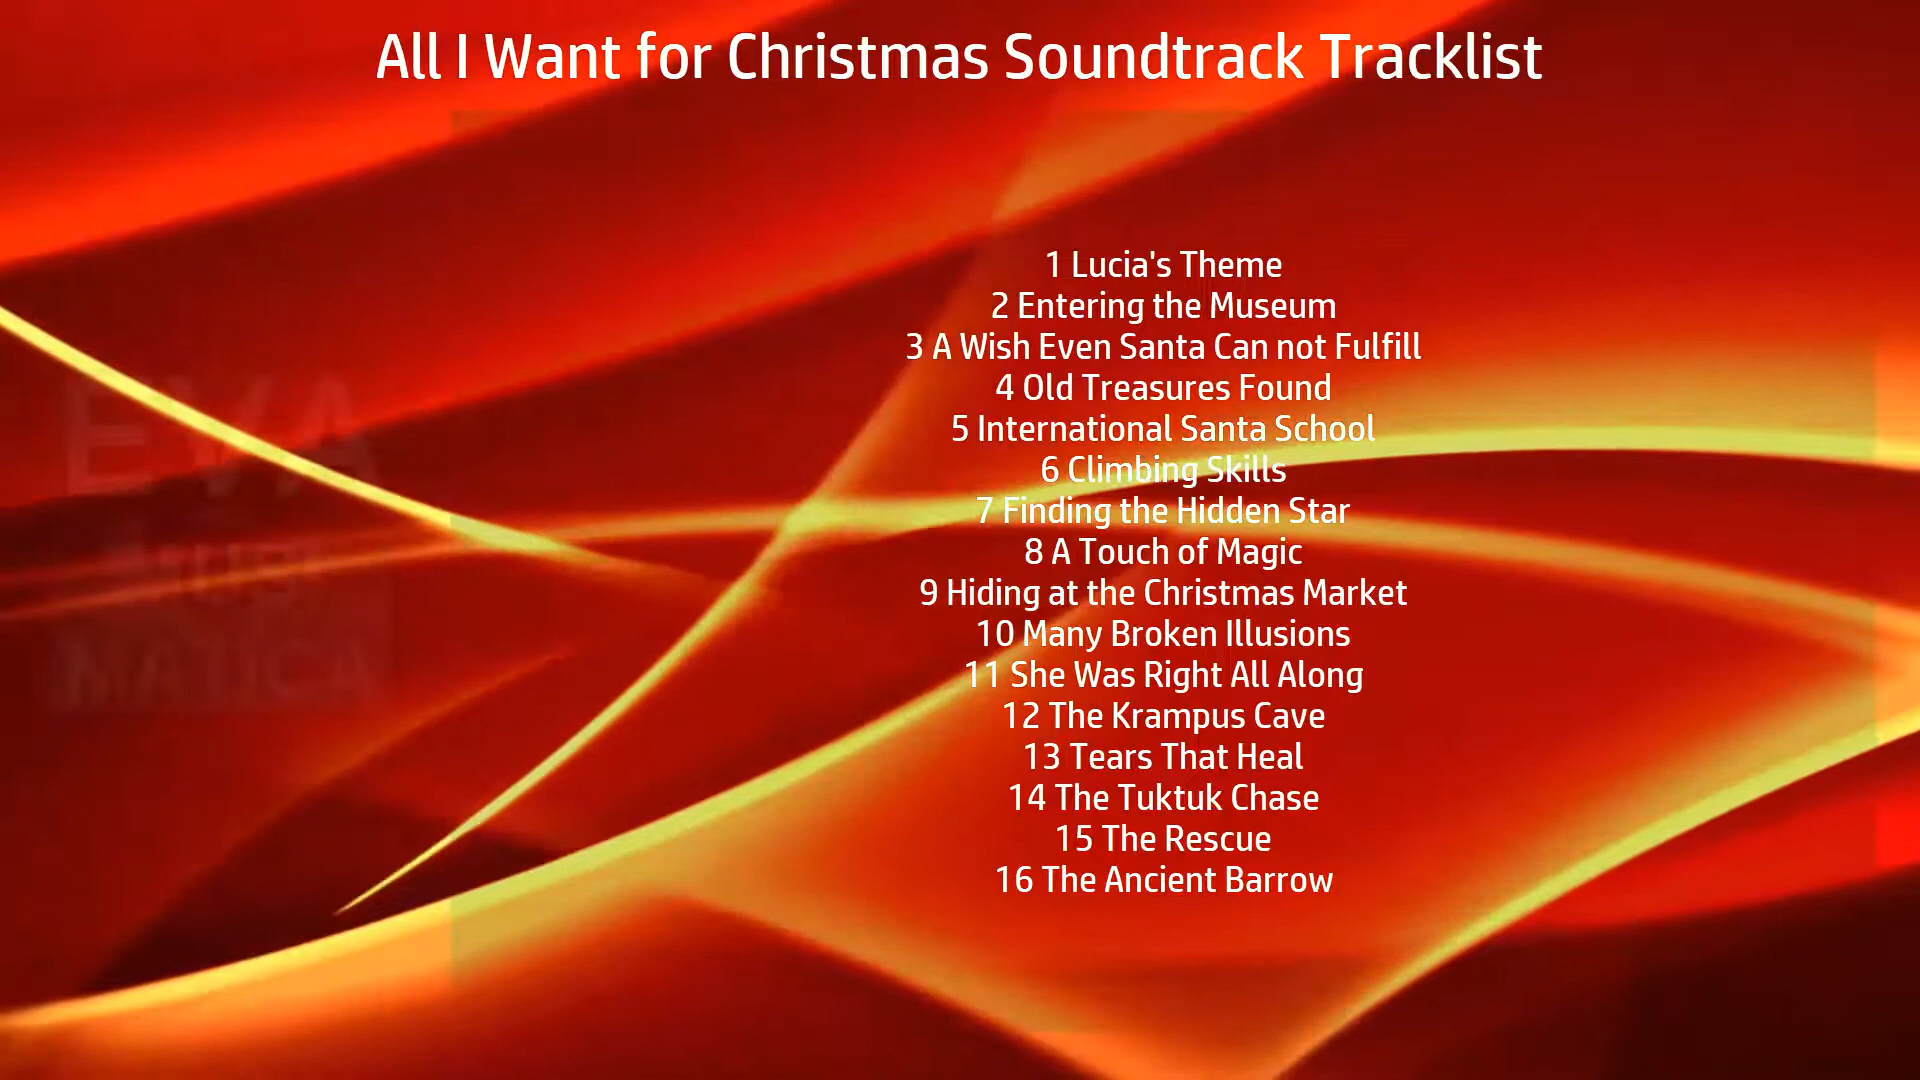 All I Want for Christmas Soundtrack Tracklist
1 Lucia's Theme
2 Entering the Museum
3 A Wish Even Santa Can not Fulfill
4 Old Treasures Found
5 International Santa School
6 Climbing Skills
7 Finding the Hidden Star
8 A Touch of Magic
9 Hiding at the Christmas Market
10 Many Broken Illusions
11 She Was Right All Along
12 The Krampus Cave
13 Tears That Heal
14 The Tuktuk Chase
15 The Rescue
16 The Ancient Barrow
EVA
MATICA